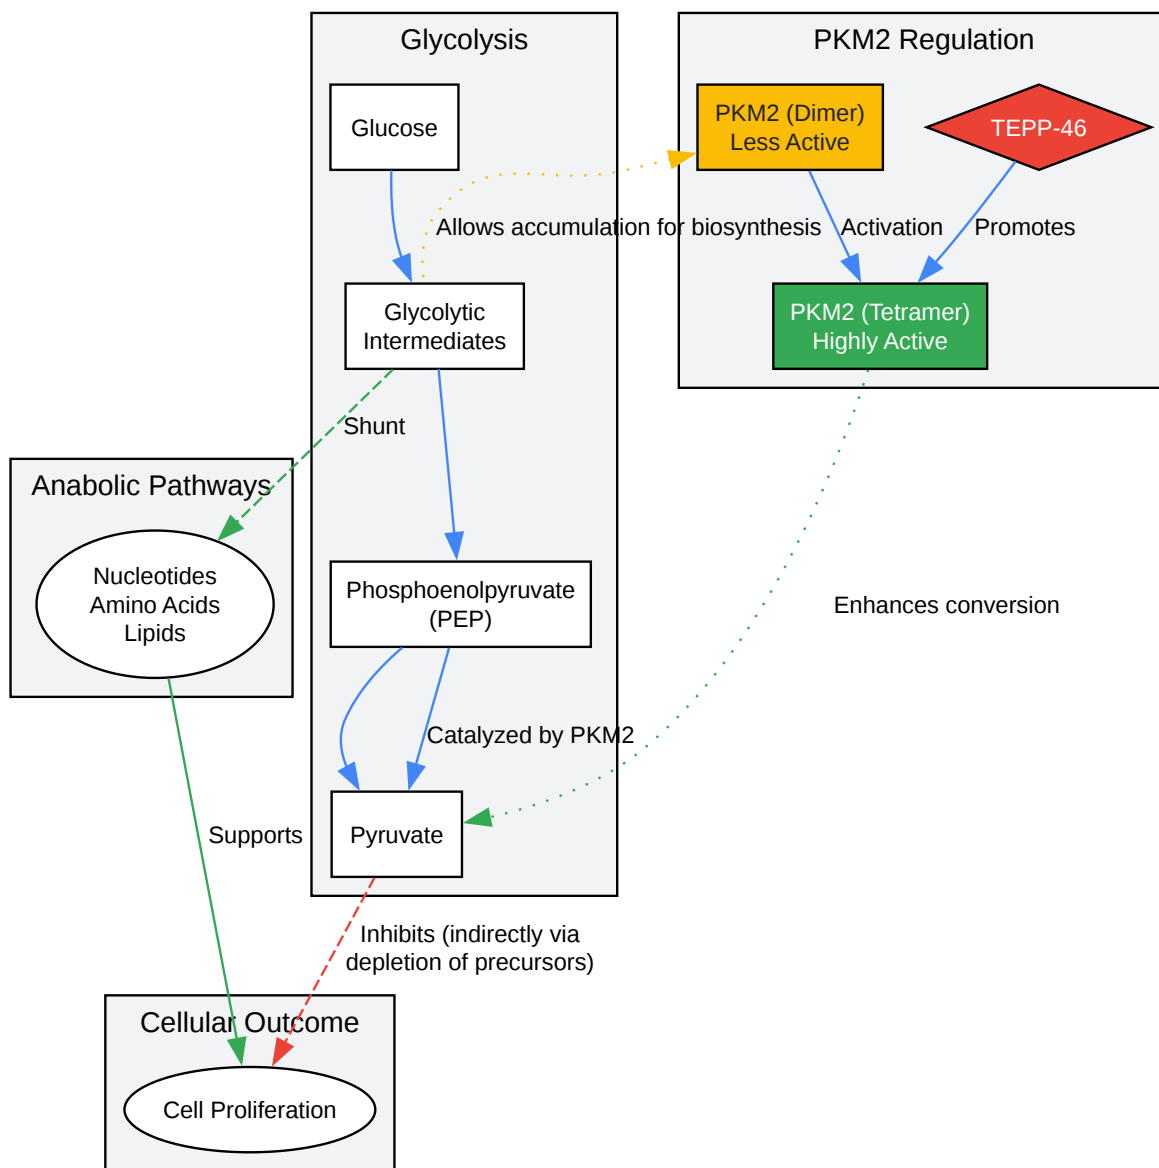 Glycolysis
PKM2 Regulation
Glucose
PKM2 (Dimer)
Less Active
TEPP-46
Allows accumulation for biosynthesis
Activation
Promotes
Glycolytic
Intermediates
PKM2 (Tetramer)
Highly Active
Shunt
Anabolic Pathways
Nucleotides
Amino Acids
Lipids
Phosphoenolpyruvate
(PEP)
Enhances conversion
Catalyzed by PKM2
Pyruvate
Supports
Inhibits (indirectly via
depletion of precursors)
Cellular Outcome
Cell Proliferation